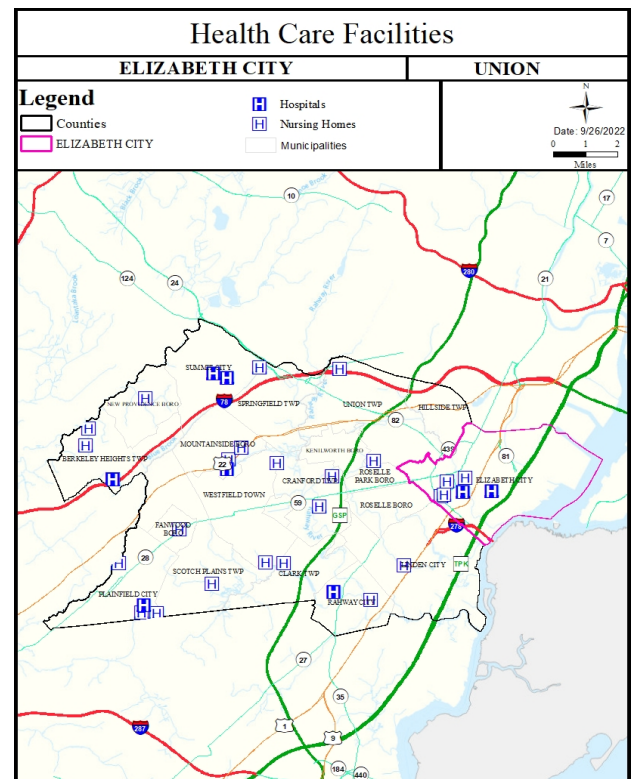 Health Care Facilities
ELIZABETH CITY
UNION
Legend
Counties
ELIZABETH CITY
H Hospitals
H Nursing Homes
Municipalities
N
Date: 9/26/2022
0 1 2
Miles
10
17
7
280
21
124
24
SUMMIT CITY
78
NEW PROVIDENCE BORO
SPRINGFIELD TWP
UNION TWP
HILLSIDE TWP
82
MOUNTAINSIDE BORO
439
81
BERKELEY HEIGHTS TWP
22
KENILWORTH BORO
CRANFORD TWP
ROSELLE
PARK BORO
ELIZABETH CITY
WESTFIELD TOWN
59
ROSELLE BORO
GSP
278
FANWOOD
BORO
28
SCOTCH PLAINS TWP
CLARK TWP
LINDEN CITY
TPK
PLAINFIELD CITY
RAHWAY CITY
27
35
287
1
9
184
440